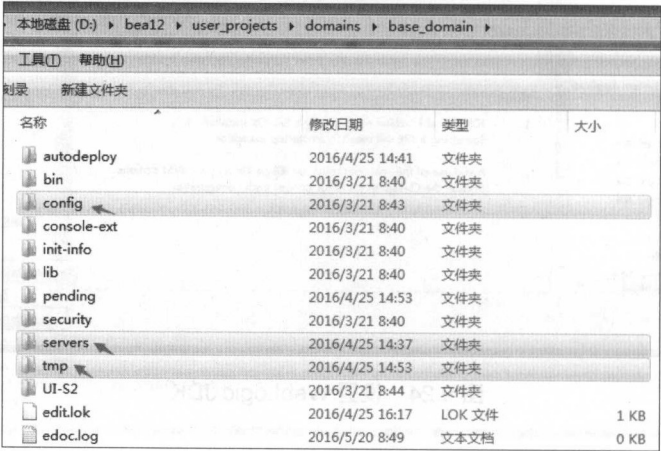 本地磁盘 (D:) ▸ bea12 ▸ user_projects ▸ domains ▸ base_domain ▸
工具(T) 帮助(H)
刻录 新建文件夹
名称 修改日期 类型 大小
autodeploy 2016/4/25 14:41 文件夹
bin 2016/3/21 8:40 文件夹
config 2016/3/21 8:43 文件夹
console-ext 2016/3/21 8:40 文件夹
init-info 2016/3/21 8:40 文件夹
lib 2016/3/21 8:40 文件夹
pending 2016/4/25 14:53 文件夹
security 2016/3/21 8:40 文件夹
servers 2016/4/25 14:37 文件夹
tmp 2016/4/25 14:53 文件夹
UI-S2 2016/3/21 8:44 文件夹
edit.lok 2016/4/25 16:17 LOK 文件 1 KB
edoc.log 2016/5/20 8:49 文本文档 0 KB